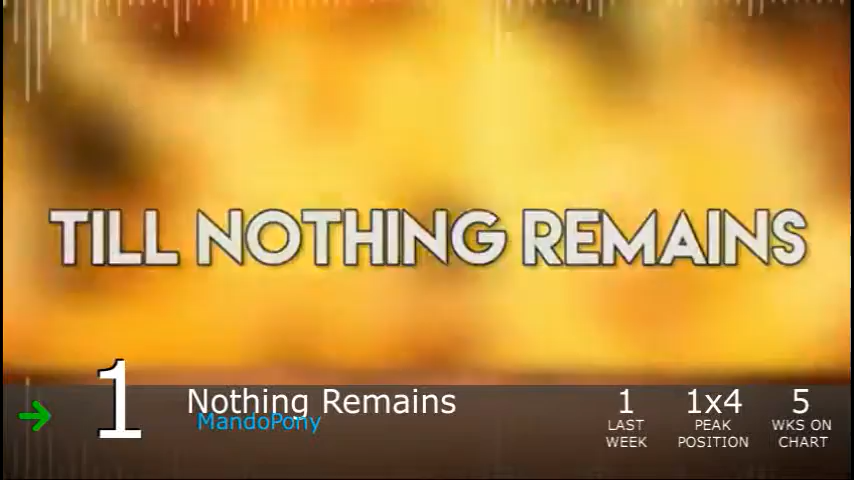 TILL NOTHING REMAINS
1
Nothing Remains
MandoPony
1
LAST
WEEK
1x4
PEAK
POSITION
5
WKS ON
CHART